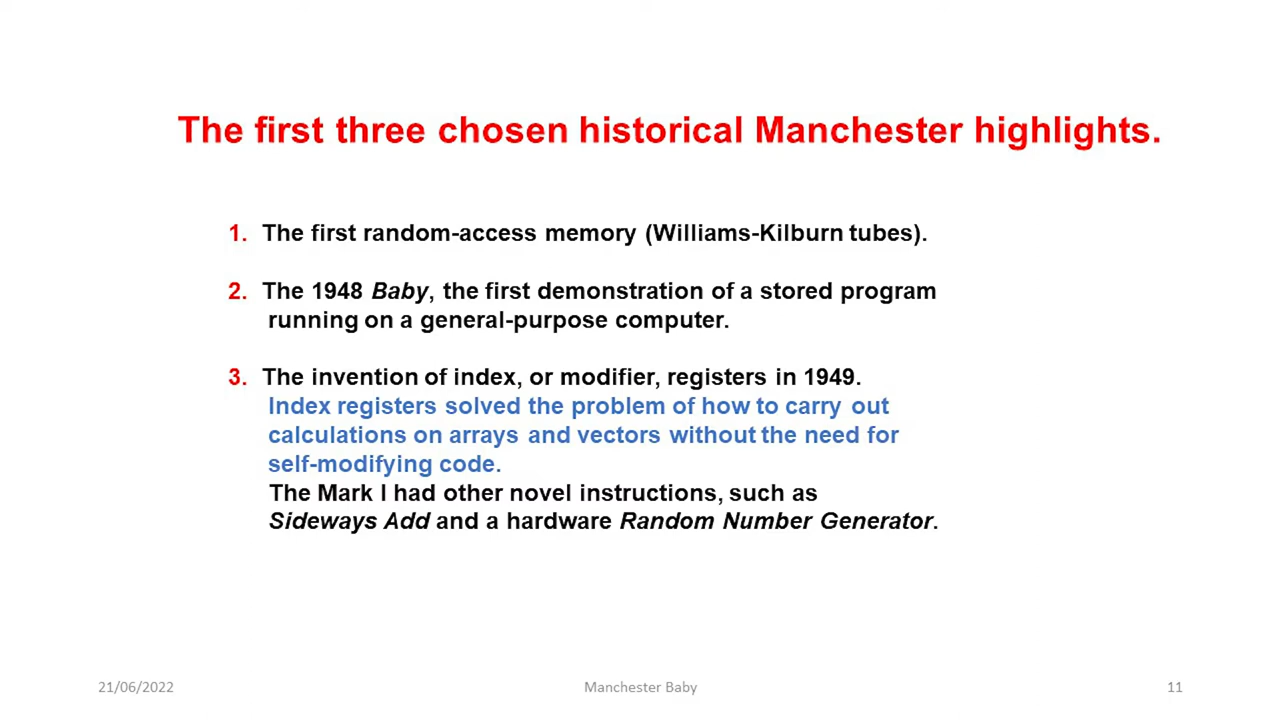 The first three chosen historical Manchester highlights.
1. The first random-access memory (Williams-Kilburn tubes).
2. The 1948 Baby, the first demonstration of a stored program
running on a general-purpose computer.
3. The invention of index, or modifier, registers in 1949.
Index registers solved the problem of how to carry out
calculations on arrays and vectors without the need for
self-modifying code.
The Mark I had other novel instructions, such as
Sideways Add and a hardware Random Number Generator.
21/06/2022 Manchester Baby 11